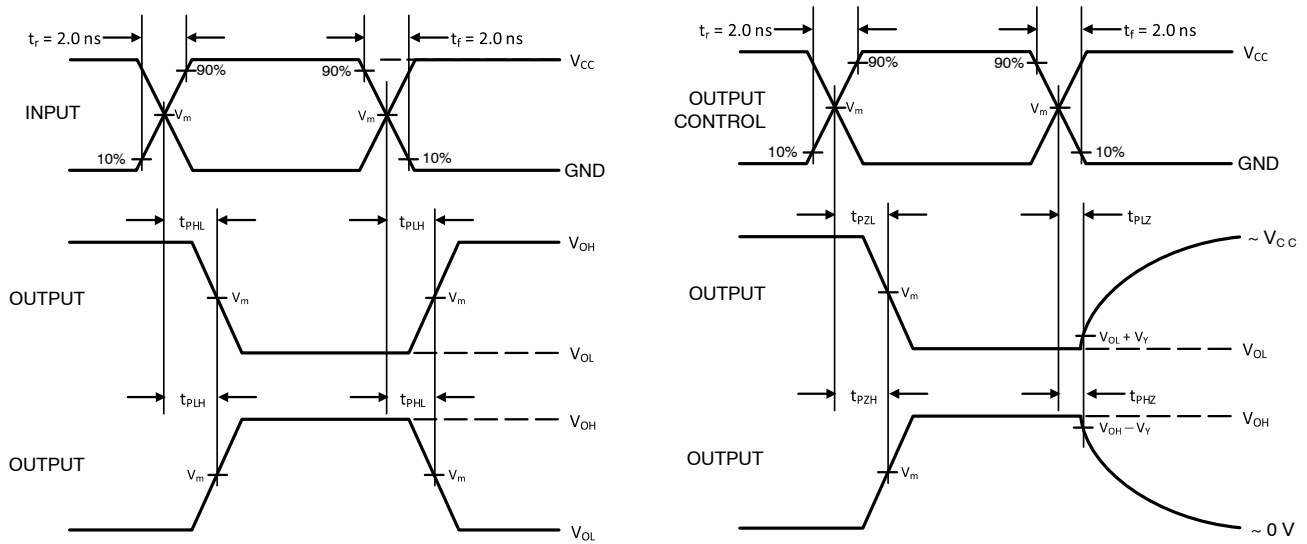 tr = 2.0 ns
tf = 2.0 ns
90%
90%
VCC
INPUT
Vm
Vm
10%
10%
GND
tPHL
tPLH
VOH
OUTPUT
Vm
Vm
VOL
tPLH
tPHL
VOH
OUTPUT
Vm
Vm
VOL
tr = 2.0 ns
tf = 2.0 ns
90%
90%
VCC
OUTPUT
CONTROL
Vm
Vm
10%
10%
GND
tPZL
tPLZ
~ VCC
OUTPUT
Vm
VOL + VY
VOL
tPZH
tPHZ
VOH
VOH – VY
OUTPUT
Vm
~ 0 V